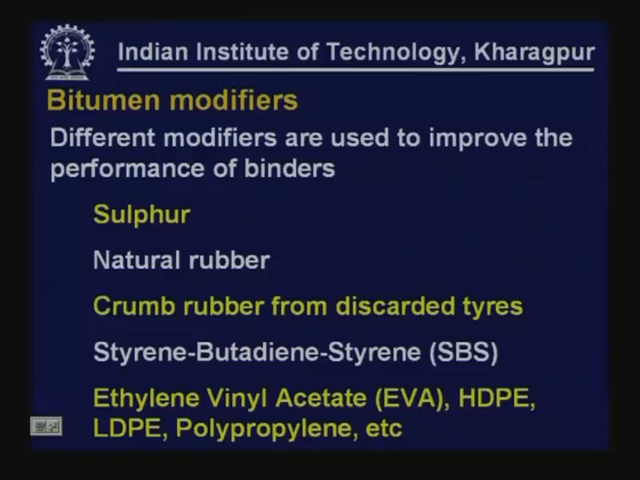 Indian Institute of Technology, Kharagpur
Bitumen modifiers
Different modifiers are used to improve the
performance of binders
Sulphur
Natural rubber
Crumb rubber from discarded tyres
Styrene-Butadiene-Styrene (SBS)
Ethylene Vinyl Acetate (EVA), HDPE,
LDPE, Polypropylene, etc